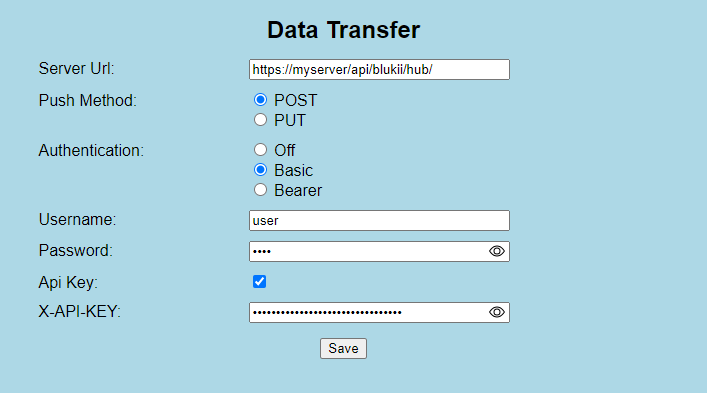 Data Transfer
Server Url: https://myserver/api/blukii/hub/
Push Method: POST
PUT
Authentication: Off
Basic
Bearer
Username: user
Password: ••••
Api Key:
X-API-KEY: ••••••••••••••••••••••••••••••••
Save